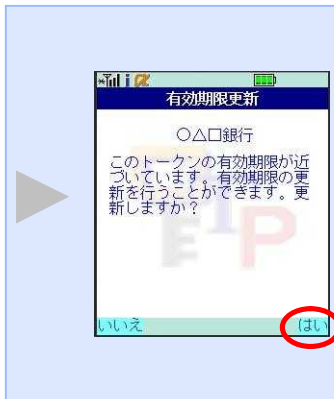 有効期限更新
○△□銀行
このトークンの有効期限が近
づいています。有効期限の更
新を行うことができます。更
新しますか？
いいえ はい